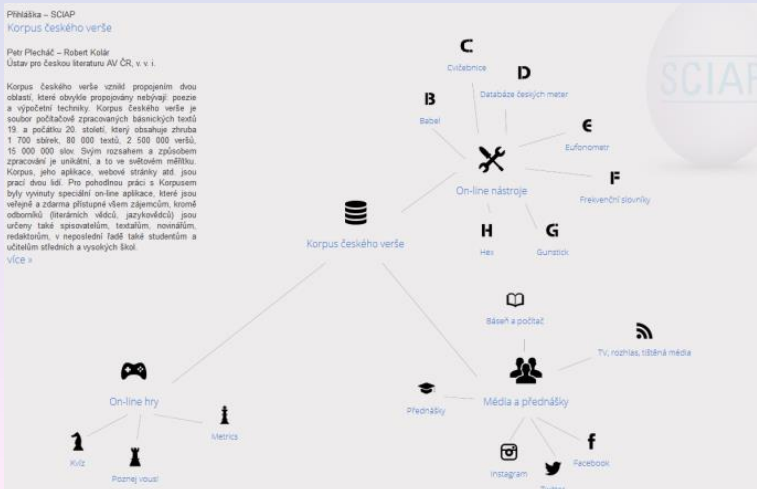 Přihláška – SCIAP
Korpus českého verše
Petr Plecháč – Robert Kolár
Ústav pro českou literaturu AV ČR, v. v. i.
Korpus českého verše vznikl propojením dvou
oblastí, které obvykle propojovány nebývají: poezie
a výpočetní techniky. Korpus českého verše je
soubor počítačově zpracovaných básnických textů
19. a počátku 20. století, který obsahuje zhruba
1 700 sbírek, 80 000 textů, 2 500 000 veršů,
15 000 000 slov. Svým rozsahem a způsobem
zpracování je unikátní, a to ve světovém měřítku.
Korpus, jeho aplikace, webové stránky atd. jsou
prací dvou lidí. Pro pohodlnou práci s Korpusem
byly vyvinuty speciální on-line aplikace, které jsou
veřejně a zdarma přístupné všem zájemcům, kromě
odborníků (literárních vědců, jazykovědců) jsou
určeny také spisovatelům, textařům, novinářům,
redaktorům, v neposlední řadě také studentům a
učitelům středních a vysokých škol.
více »
SCIAP
C
Cvičebnice
D
Databáze českých meter
B
Babel
E
Eufonometr
On-line nástroje
F
Frekvenční slovníky
H
Hex
G
Gunstick
Korpus českého verše
Báseň a počítač
TV, rozhlas, tištěná média
Média a přednášky
Přednášky
Instagram
Twitter
Facebook
On-line hry
Metrics
Kvíz
Poznej vous!